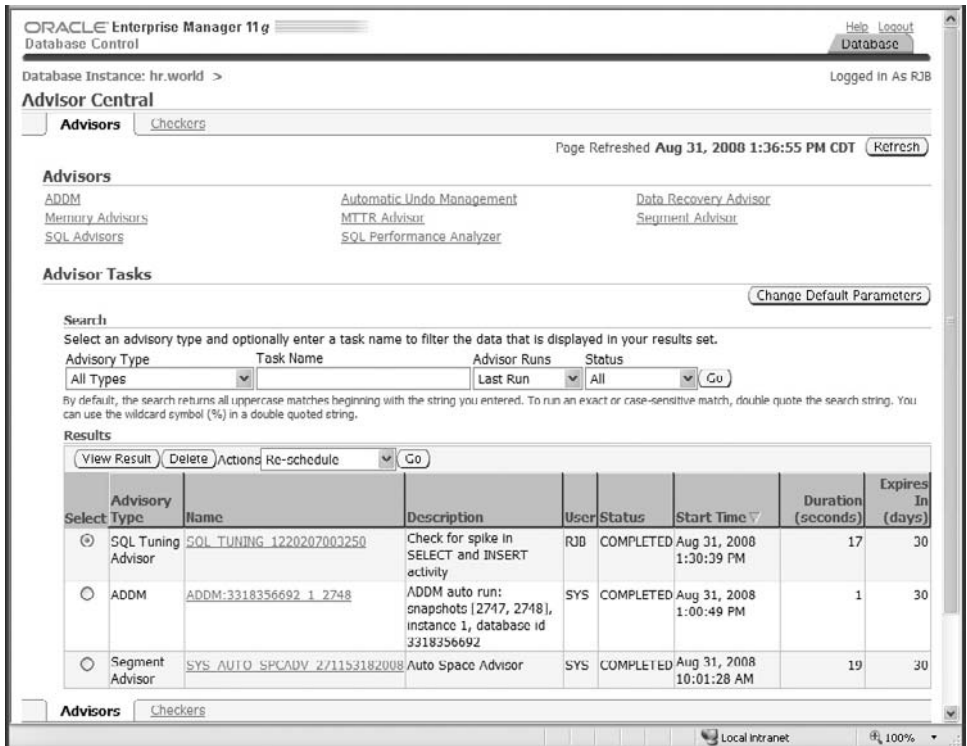 ORACLE Enterprise Manager 11g
Database Control
Help Logout
Database
Database Instance: hr.world >
Logged in As RJB
Advisor Central
Advisors Checkers
Page Refreshed Aug 31, 2008 1:36:55 PM CDT Refresh
Advisors
ADDM Automatic Undo Management Data Recovery Advisor
Memory Advisors MTTR Advisor Segment Advisor
SQL Advisors SQL Performance Analyzer
Advisor Tasks
Change Default Parameters
Search
Select an advisory type and optionally enter a task name to filter the data that is displayed in your results set.
Advisory Type Task Name Advisor Runs Status
All Types Last Run All Go
By default, the search returns all uppercase matches beginning with the string you entered. To run an exact or case-sensitive match, double quote the search string. You
can use the wildcard symbol (%) in a double quoted string.
Results
View Result Delete Actions Re-schedule Go
Select Advisory Type Name Description User Status Start Time Duration (seconds) Expires In (days)
SQL Tuning Advisor SQL_TUNING_1220207003250 Check for spike in SELECT and INSERT activity RJB COMPLETED Aug 31, 2008 1:30:39 PM 17 30
ADDM ADDM:3318356692_1_2748 ADDM auto run: snapshots [2747, 2748], instance 1, database id 3318356692 SYS COMPLETED Aug 31, 2008 1:00:49 PM 1 30
Segment Advisor SYS_AUTO_SPCADV_271153182008 Auto Space Advisor SYS COMPLETED Aug 31, 2008 10:01:28 AM 19 30
Advisors Checkers
Local intranet 100%